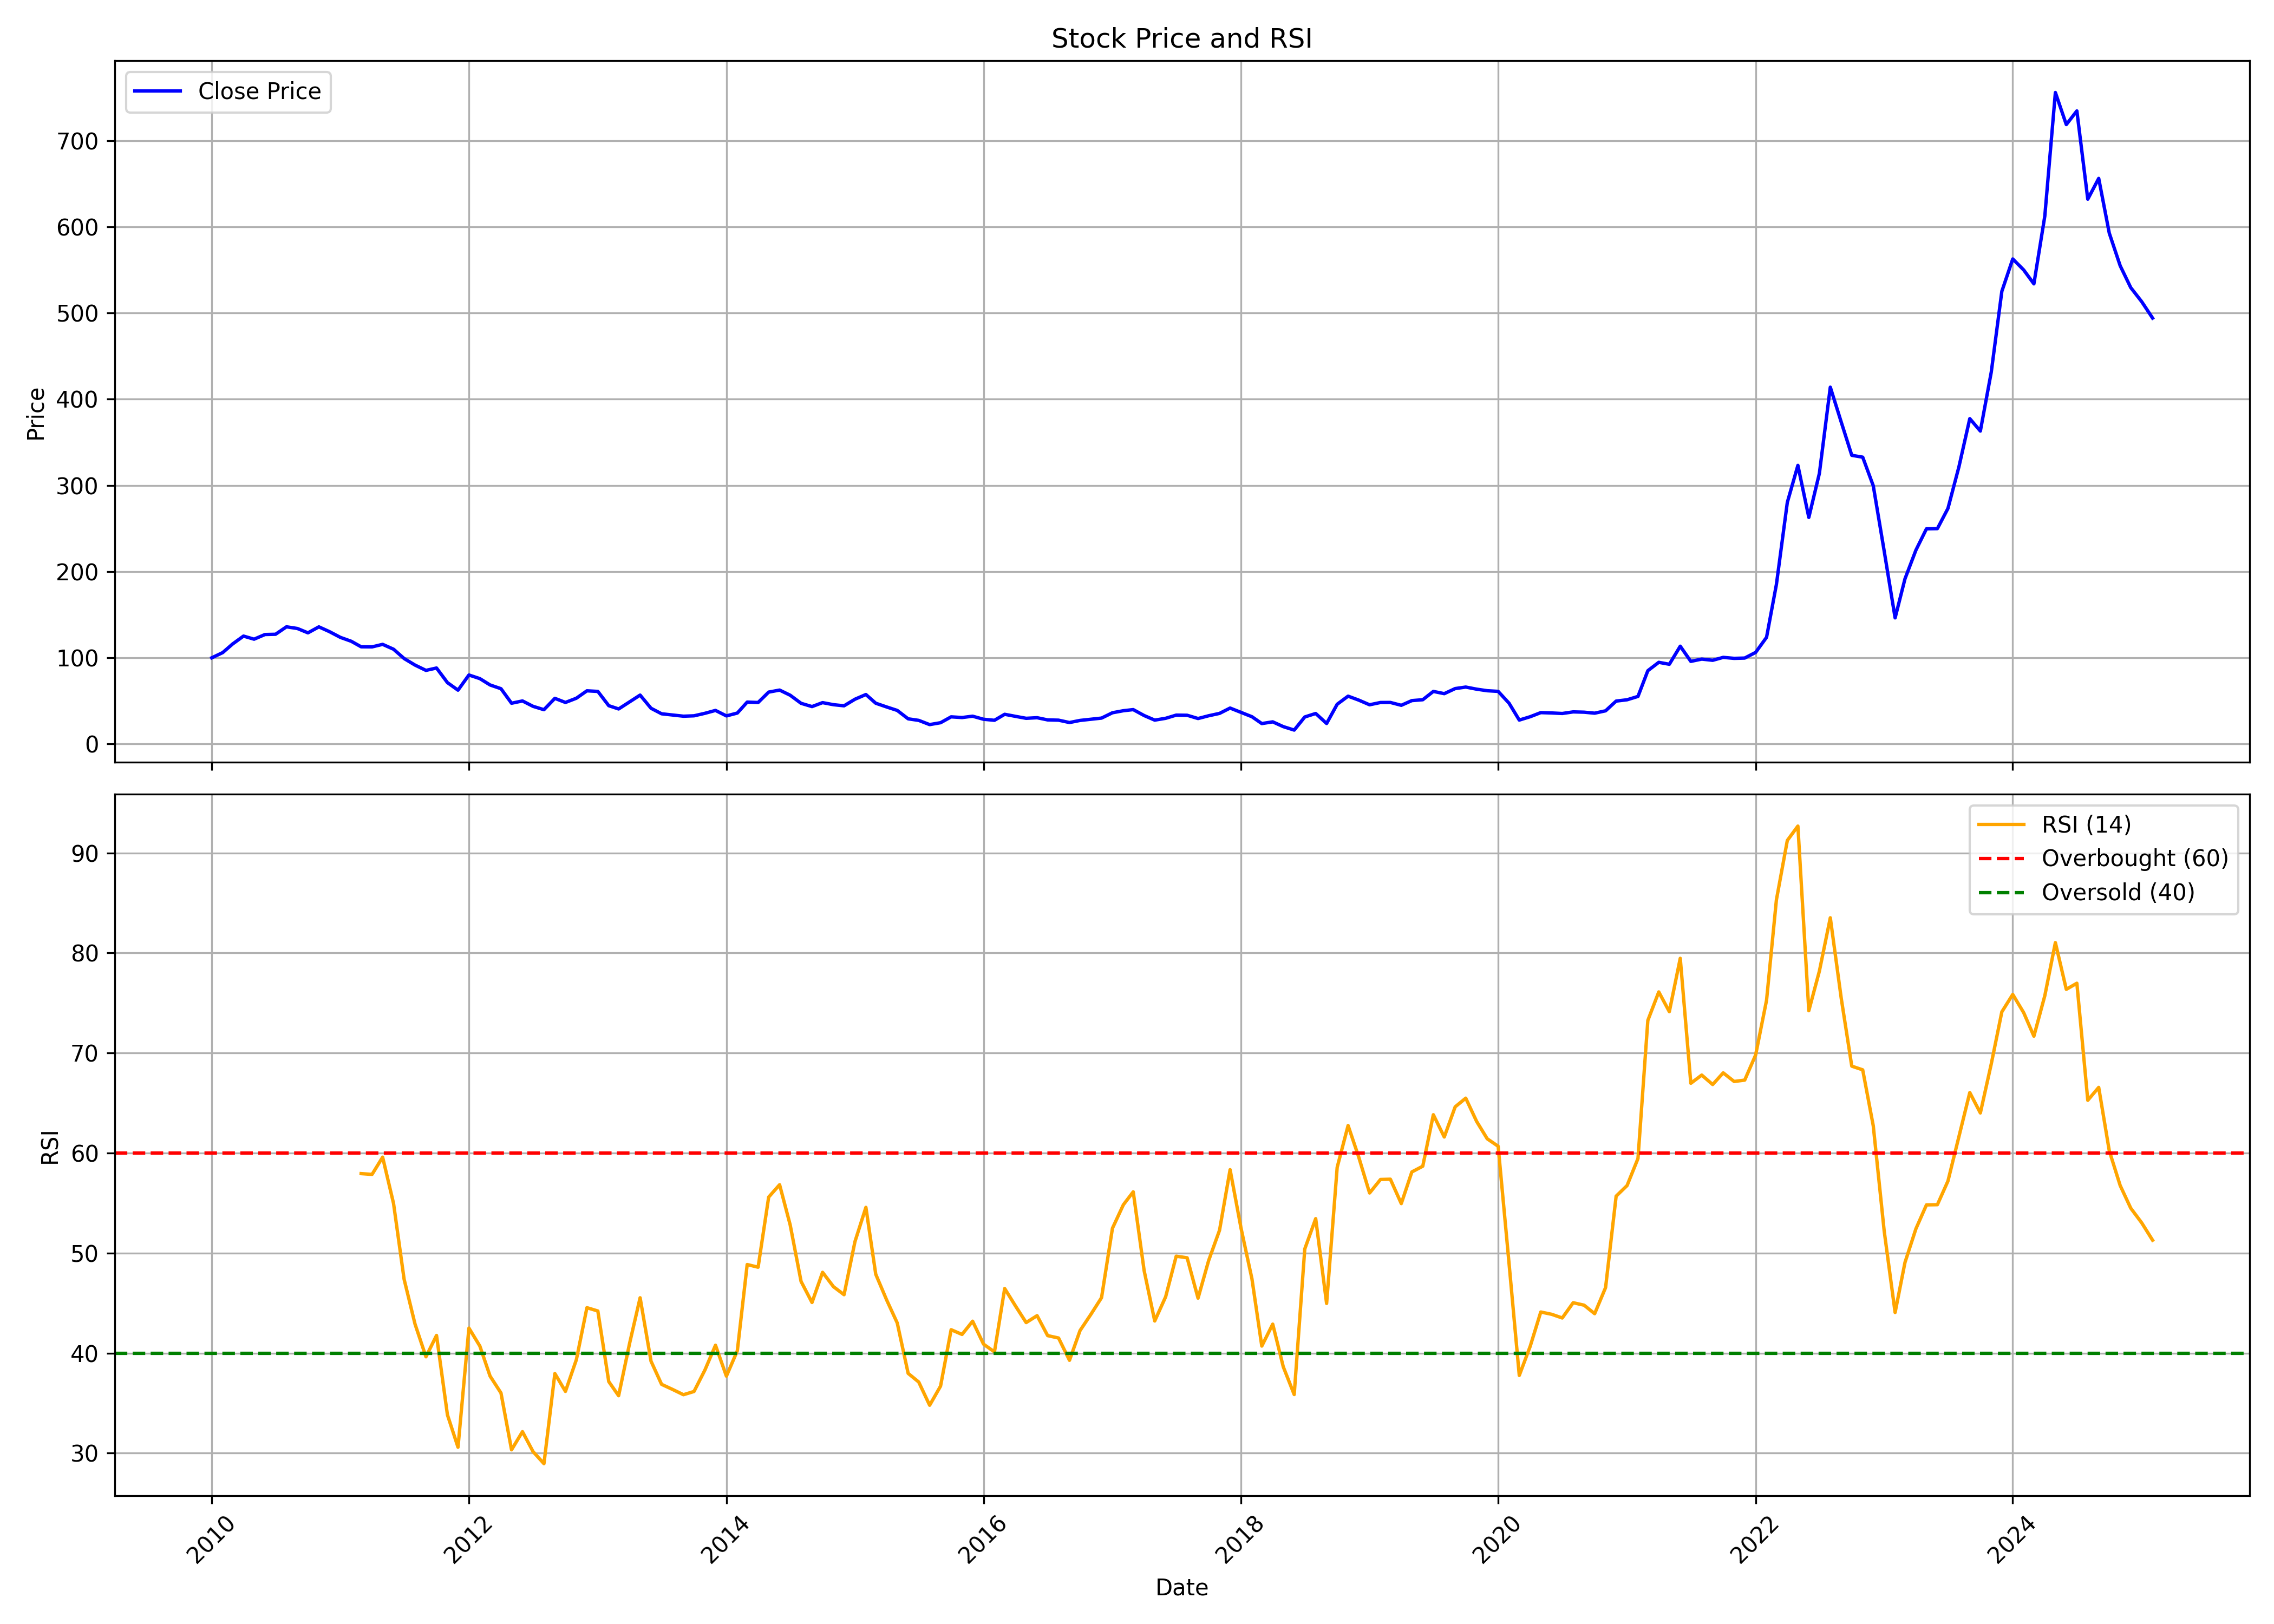 Stock Price and RSI
Close Price
700
600
500
400
300
200
100
0
Price
RSI (14)
Overbought (60)
Oversold (40)
90
80
70
60
50
40
30
RSI
2010
2012
2014
2016
2018
2020
2022
2024
Date